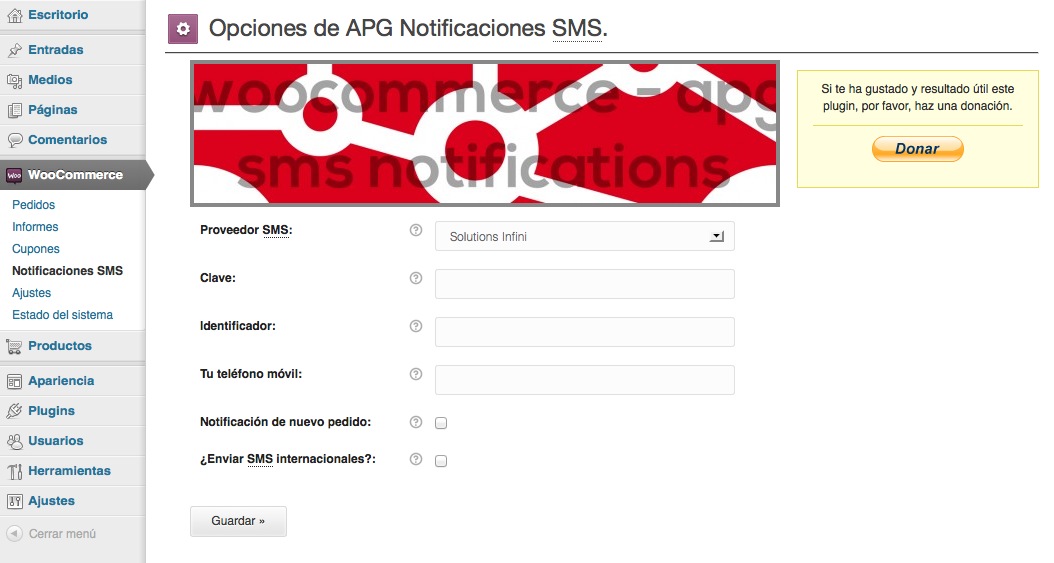 Escritorio
Entradas
Medios
Páginas
Comentarios
WooCommerce
Pedidos
Informes
Cupones
Notificaciones SMS
Ajustes
Estado del sistema
Productos
Apariencia
Plugins
Usuarios
Herramientas
Ajustes
Cerrar menú
Opciones de APG Notificaciones SMS.
woocommerce - apg
sms notifications
Si te ha gustado y resultado útil este
plugin, por favor, haz una donación.
Donar
Proveedor SMS: ? Solutions Infini
Clave: ?
Identificador: ?
Tu teléfono móvil: ?
Notificación de nuevo pedido: ?
¿Enviar SMS internacionales?: ?
Guardar »